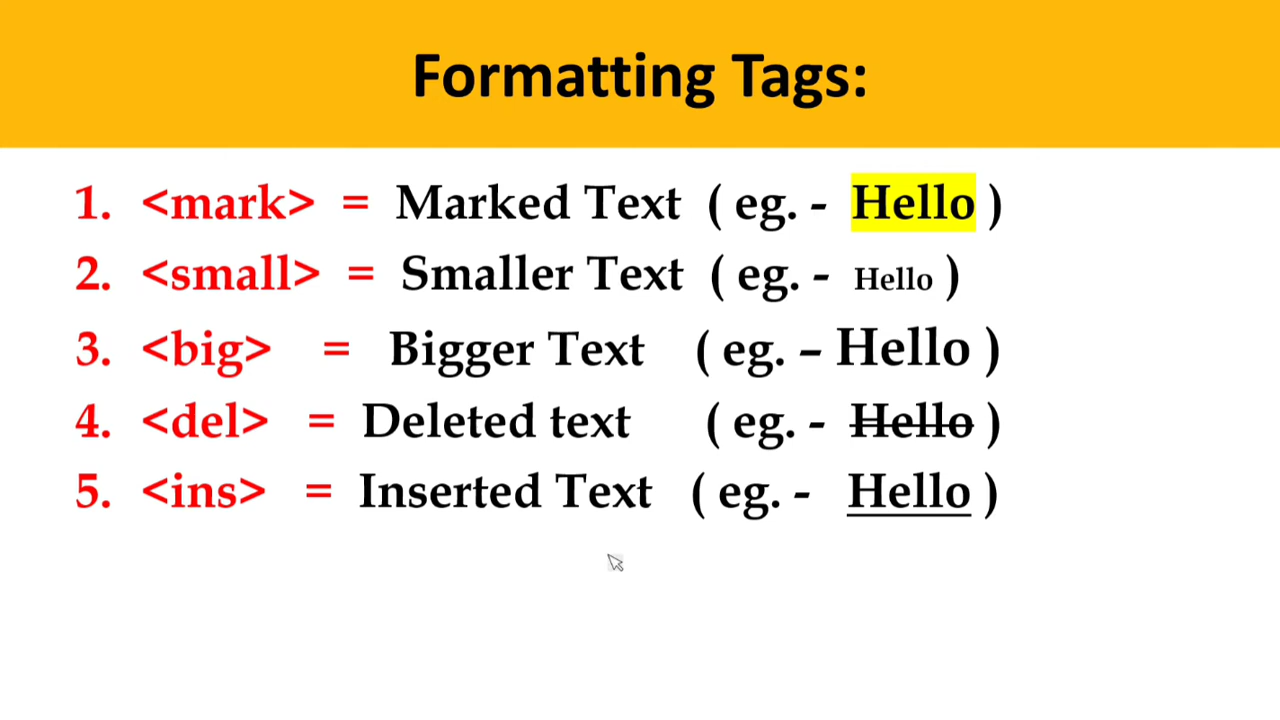 Formatting Tags:
1. <mark> = Marked Text ( eg. - Hello )
2. <small> = Smaller Text ( eg. - Hello )
3. <big> = Bigger Text ( eg. – Hello )
4. <del> = Deleted text ( eg. - Hello )
5. <ins> = Inserted Text ( eg. - Hello )